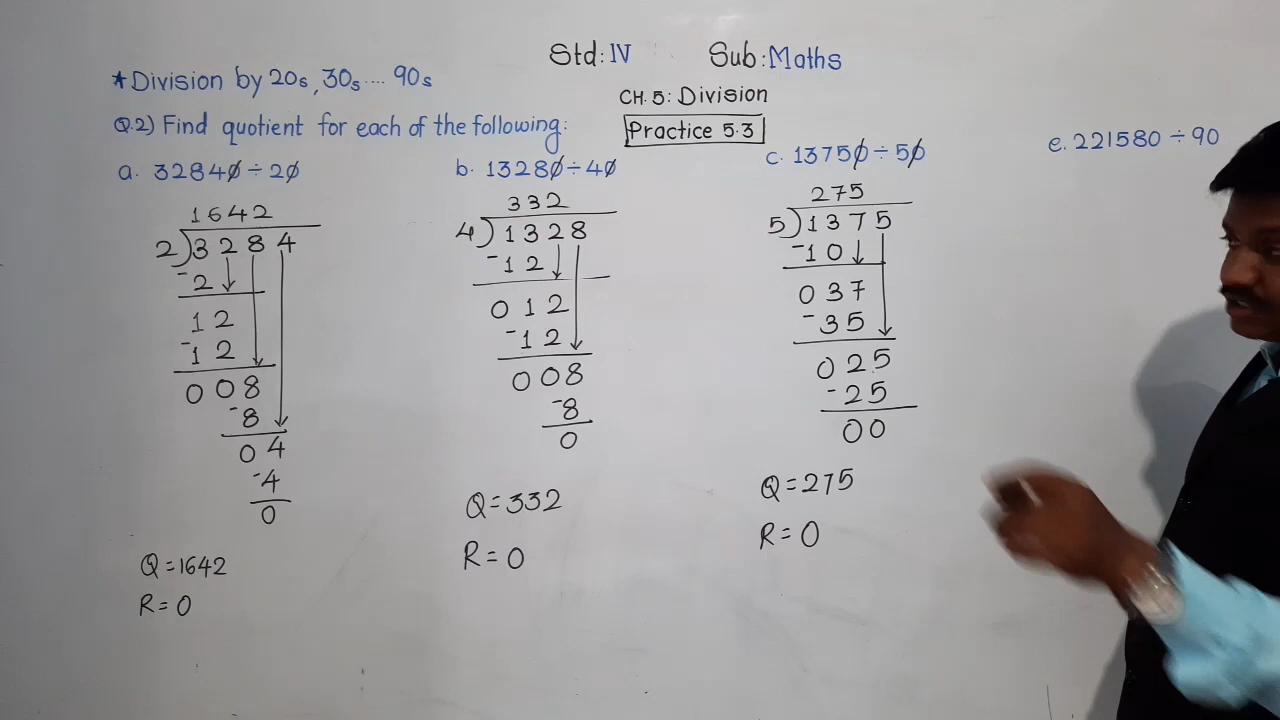 Std: IV Sub: Maths
*Division by 20s, 30s .... 90s
CH. 5: Division
Q.2) Find quotient for each of the following:
Practice 5.3
a. 32840 ÷ 20
1642
2)3284
-2
12
-12
008
-8
04
-4
0
Q = 1642
R = 0
b. 13280 ÷ 40
332
4)1328
-12
012
-12
008
-8
0
Q = 332
R = 0
c. 13750 ÷ 50
275
5)1375
-10
037
-35
025
-25
00
Q = 275
R = 0
e. 221580 ÷ 90